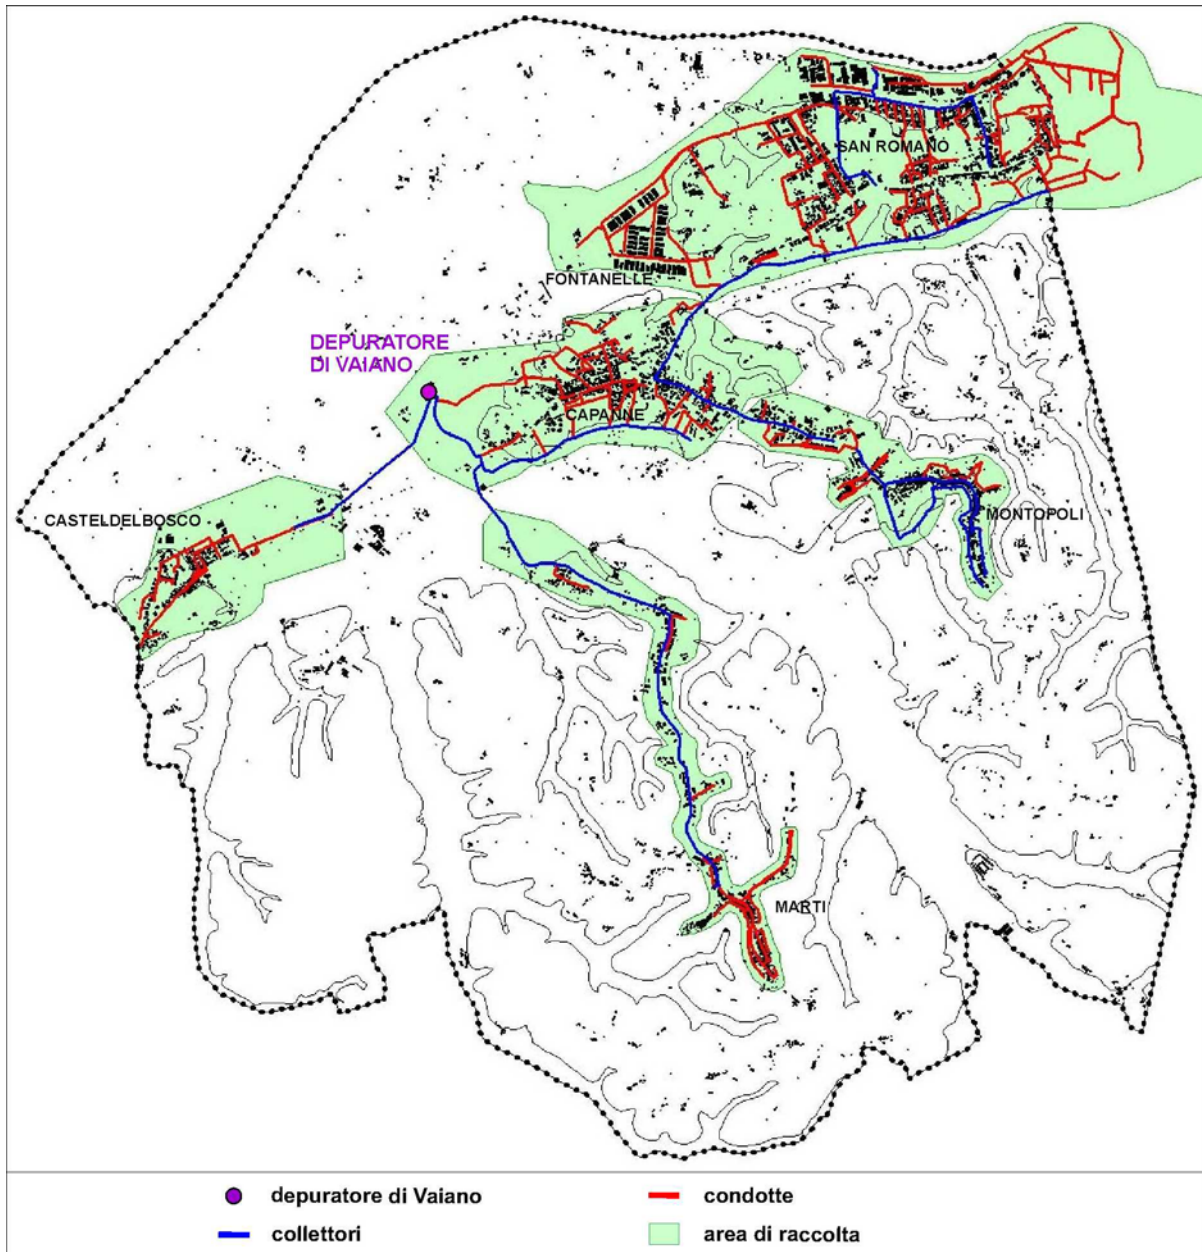 SAN ROMANO
FONTANELLE
DEPURATORE
DI VAIANO
CAPANNE
CASTELDELBOSCO
MONTOPOLI
MARTI
depuratore di Vaiano
condotte
collettori
area di raccolta